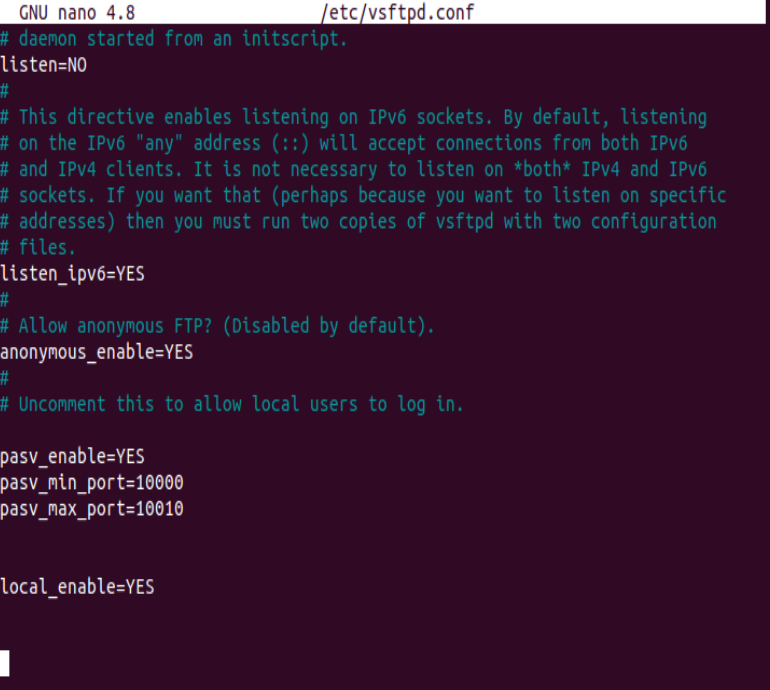 GNU nano 4.8 /etc/vsftpd.conf
# daemon started from an initscript.
listen=NO
#
# This directive enables listening on IPv6 sockets. By default, listening
# on the IPv6 "any" address (::) will accept connections from both IPv6
# and IPv4 clients. It is not necessary to listen on *both* IPv4 and IPv6
# sockets. If you want that (perhaps because you want to listen on specific
# addresses) then you must run two copies of vsftpd with two configuration
# files.
listen_ipv6=YES
#
# Allow anonymous FTP? (Disabled by default).
anonymous_enable=YES
#
# Uncomment this to allow local users to log in.
pasv_enable=YES
pasv_min_port=10000
pasv_max_port=10010
local_enable=YES